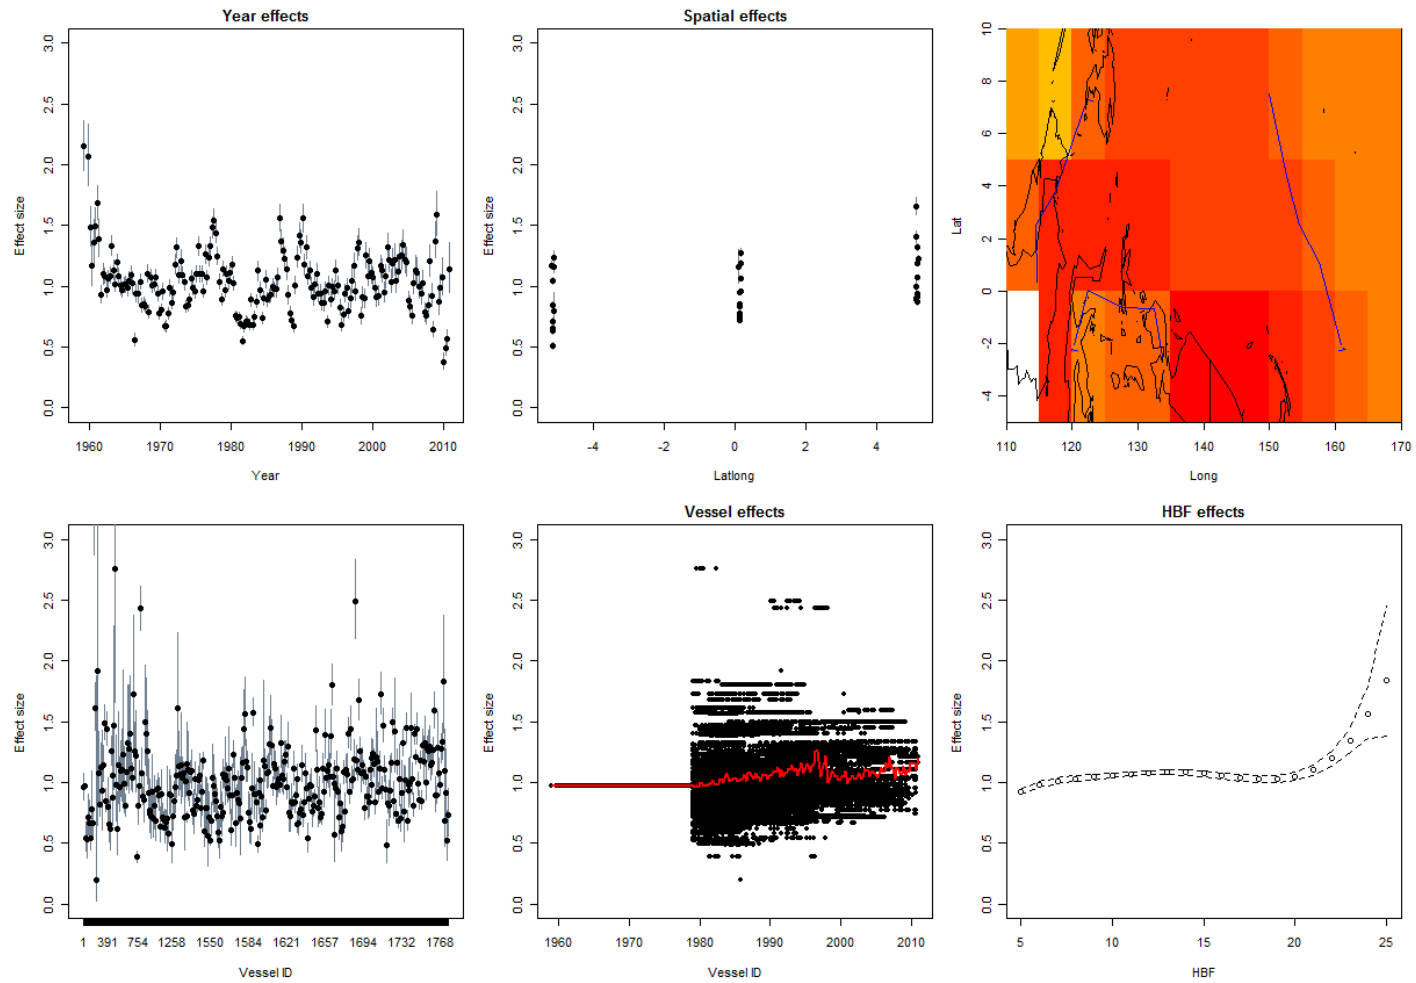 Year effects
Spatial effects
3.0
2.5
2.0
1.5
1.0
0.5
0.0
Effect size
1960 1970 1980 1990 2000 2010
Year
3.0
2.5
2.0
1.5
1.0
0.5
0.0
Effect size
-4 -2 0 2 4
Latlong
10
8
6
4
2
0
-2
-4
Lat
110 120 130 140 150 160 170
Long
Vessel effects
HBF effects
3.0
2.5
2.0
1.5
1.0
0.5
0.0
Effect size
1 391 754 1258 1550 1584 1621 1657 1694 1732 1768
Vessel ID
3.0
2.5
2.0
1.5
1.0
0.5
0.0
Effect size
1960 1970 1980 1990 2000 2010
Vessel ID
3.0
2.5
2.0
1.5
1.0
0.5
0.0
Effect size
5 10 15 20 25
HBF